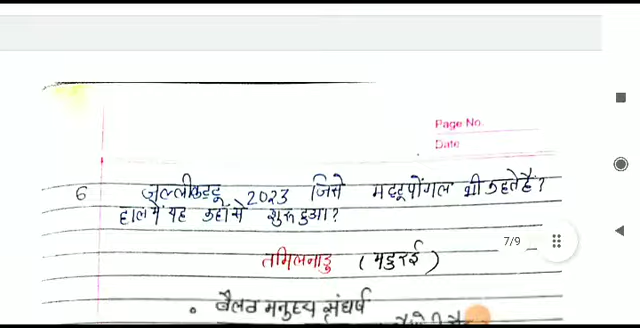 Page No.
Date
6 जल्लीकट्टू 2023 जिसे मट्टूपोंगल भी कहते हैं?
हाल में यह कहाँ से शुरू हुआ?
7/9
तमिलनाडु (मदुरई)
• बैल व मनुष्य संघर्ष